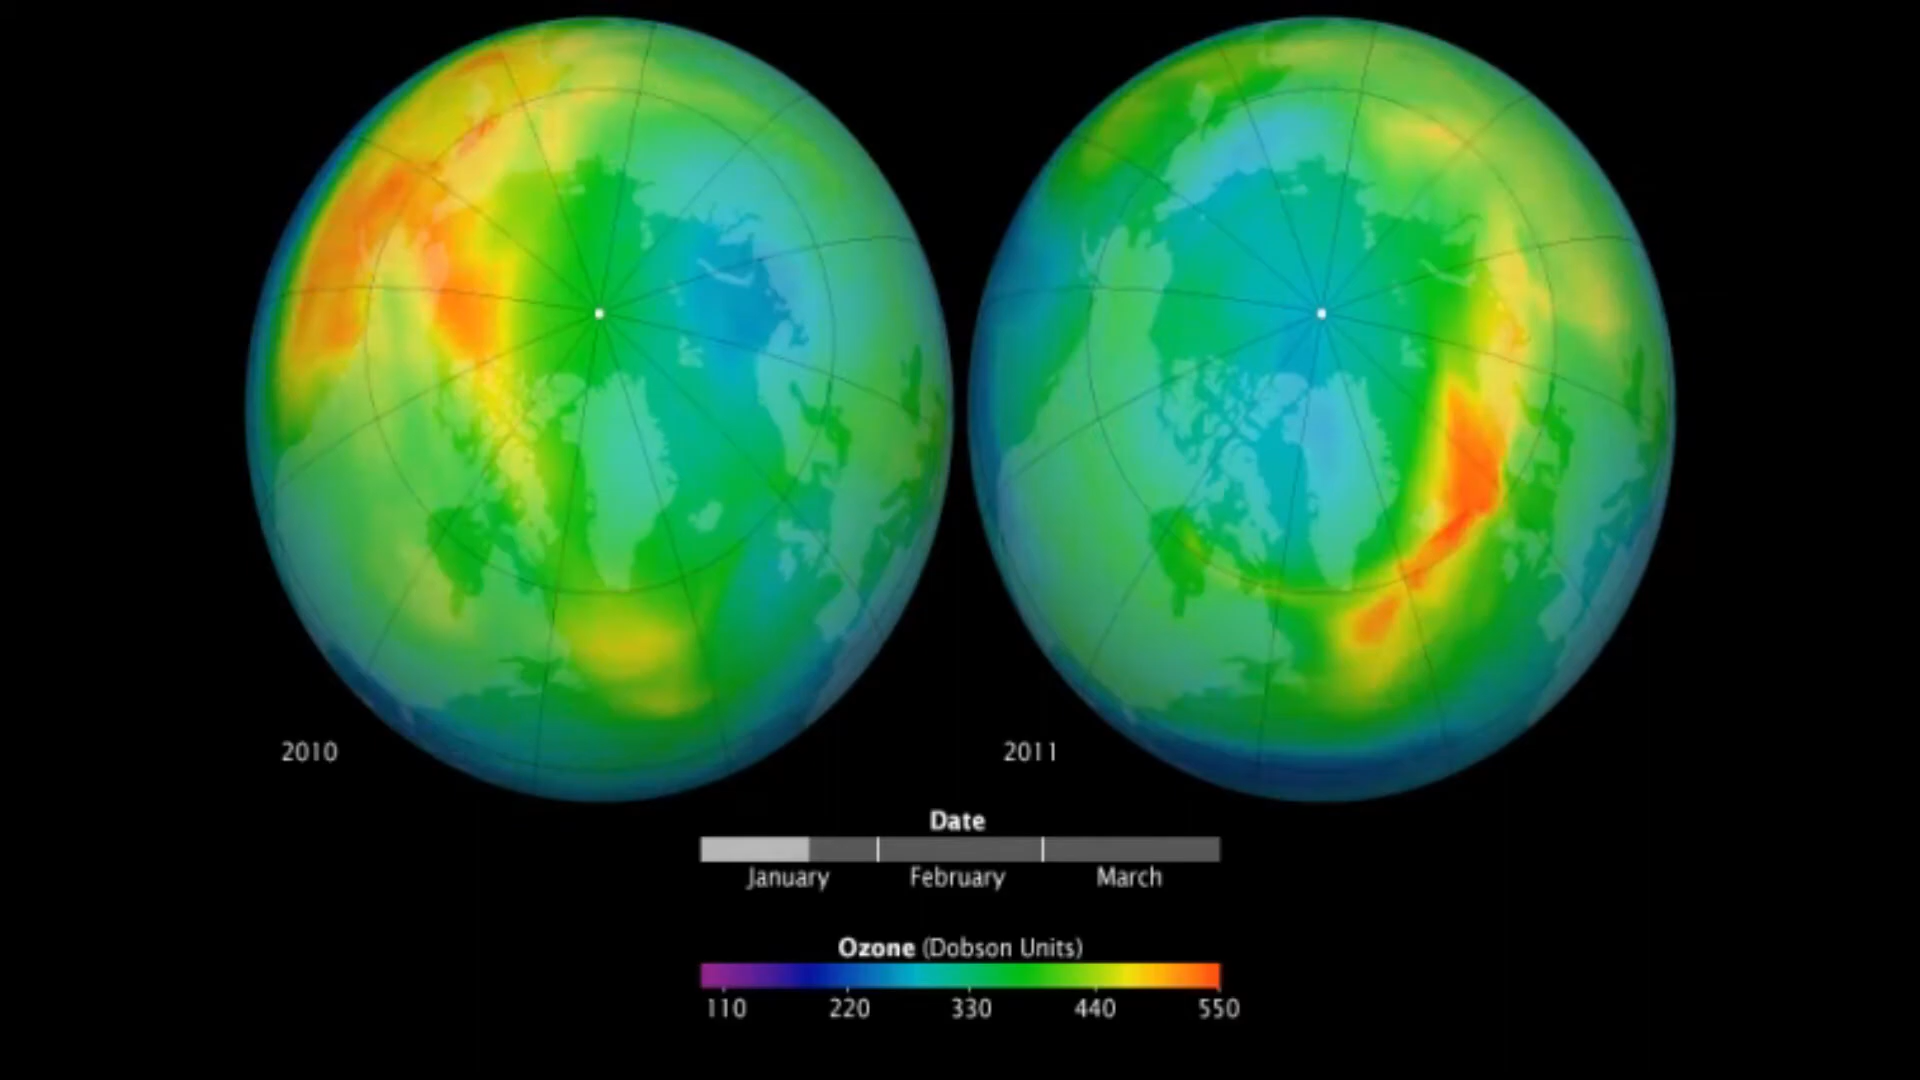 2010
2011
Date
January February March
Ozone (Dobson Units)
110 220 330 440 550